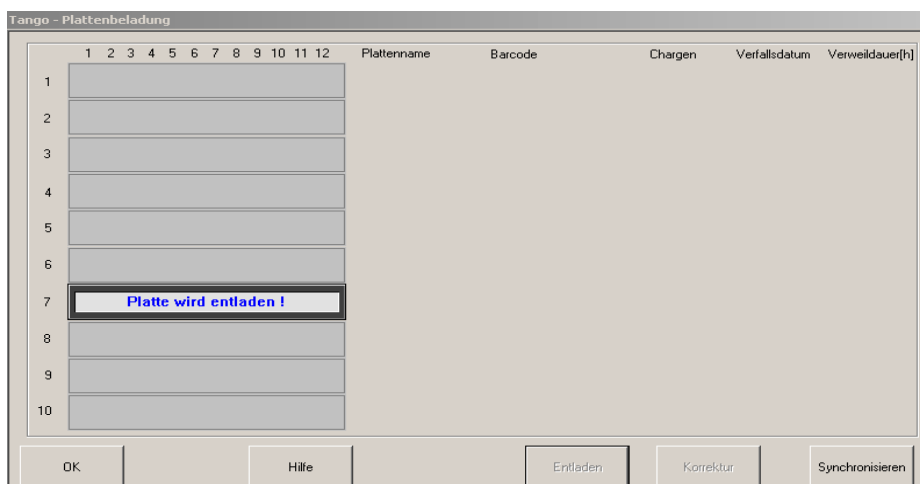 Tango - Plattenbeladung
1 2 3 4 5 6 7 8 9 10 11 12 Plattenname Barcode Chargen Verfallsdatum Verweildauer[h]
1
2
3
4
5
6
7 Platte wird entladen !
8
9
10
OK Hilfe Entladen Korrektur Synchronisieren